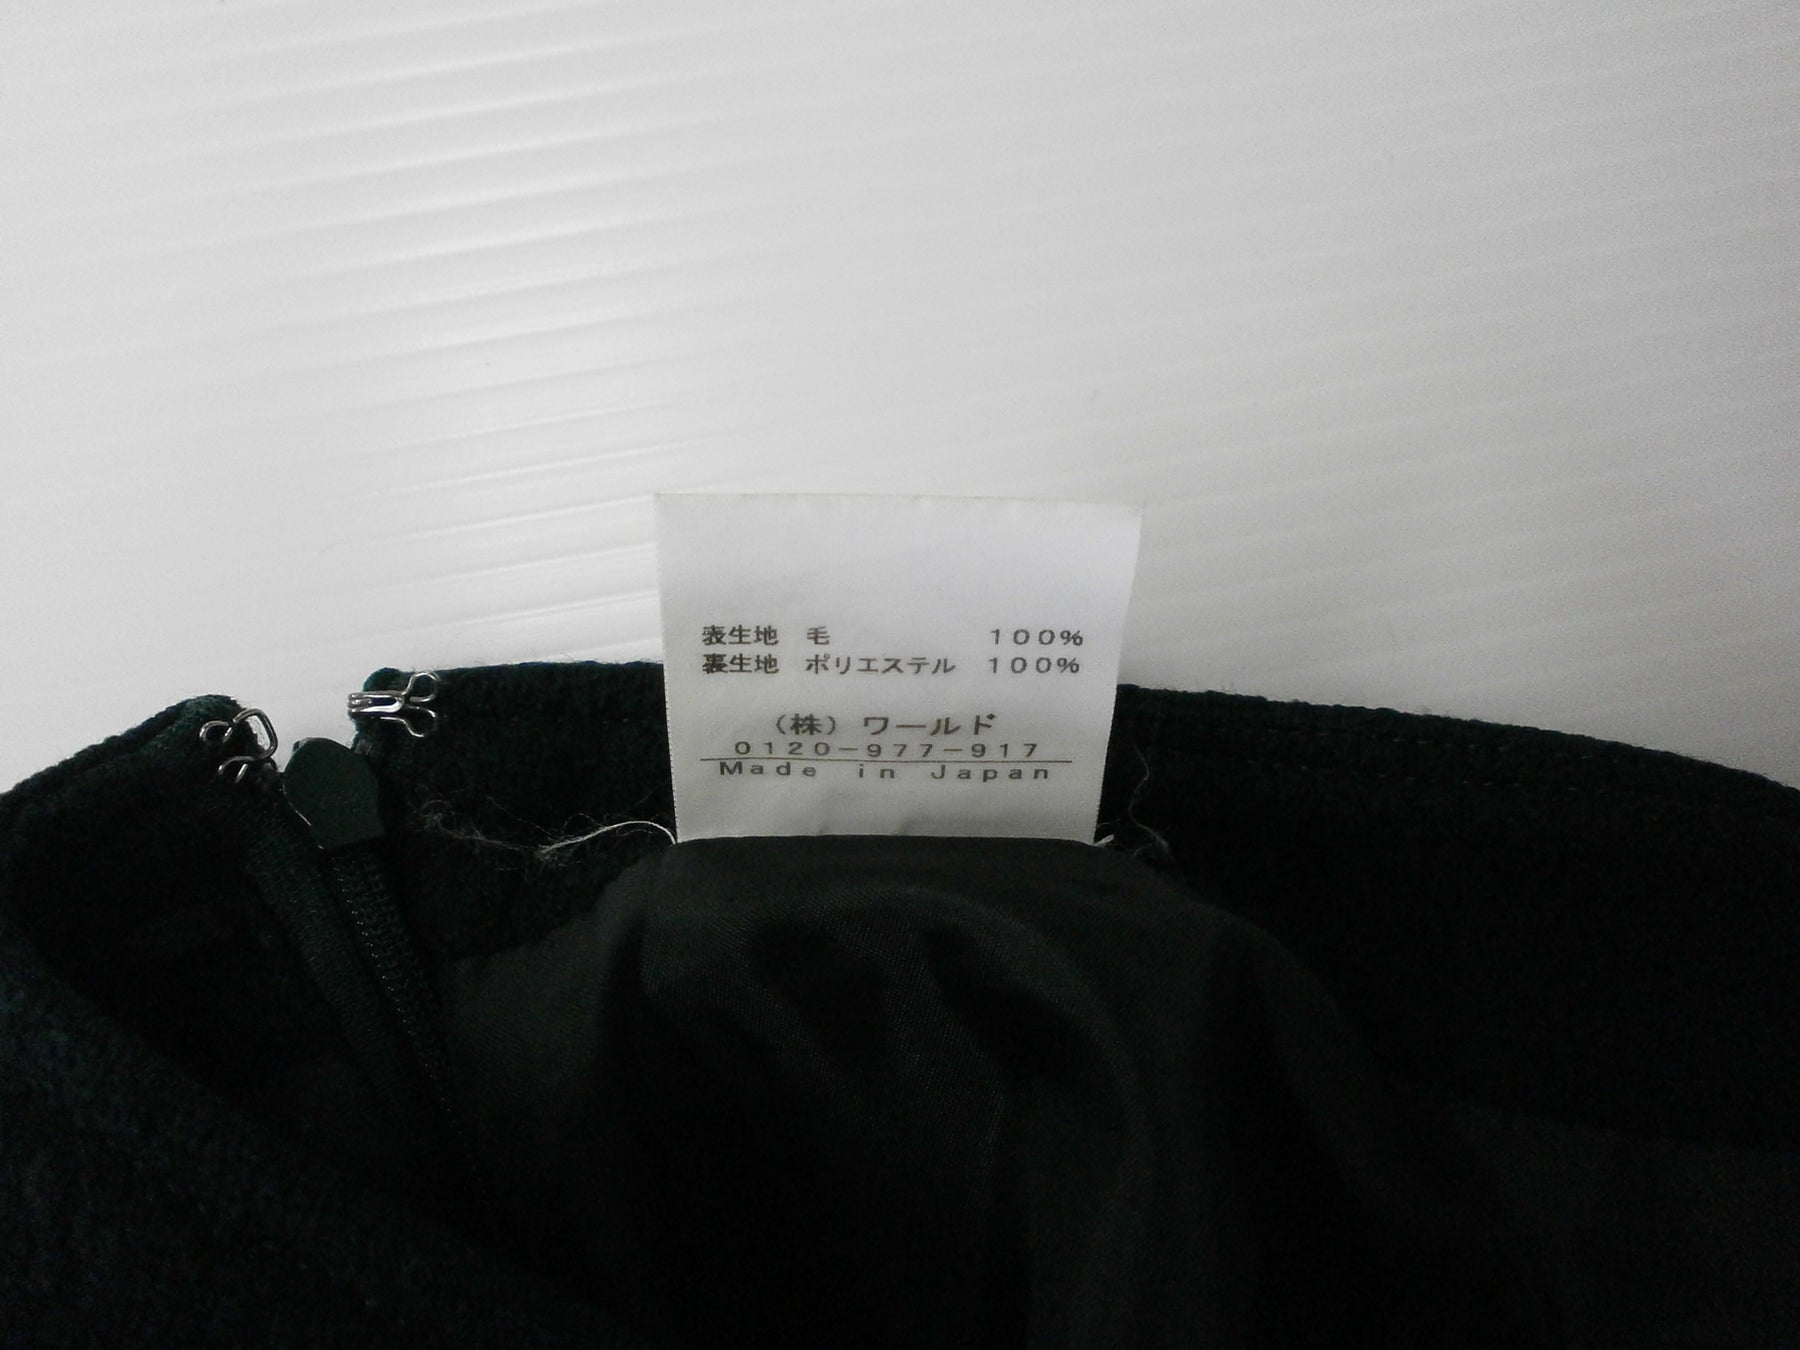 表生地 毛 100%
裏生地 ポリエステル 100%
(株) ワールド
0120-977-917
Made in Japan